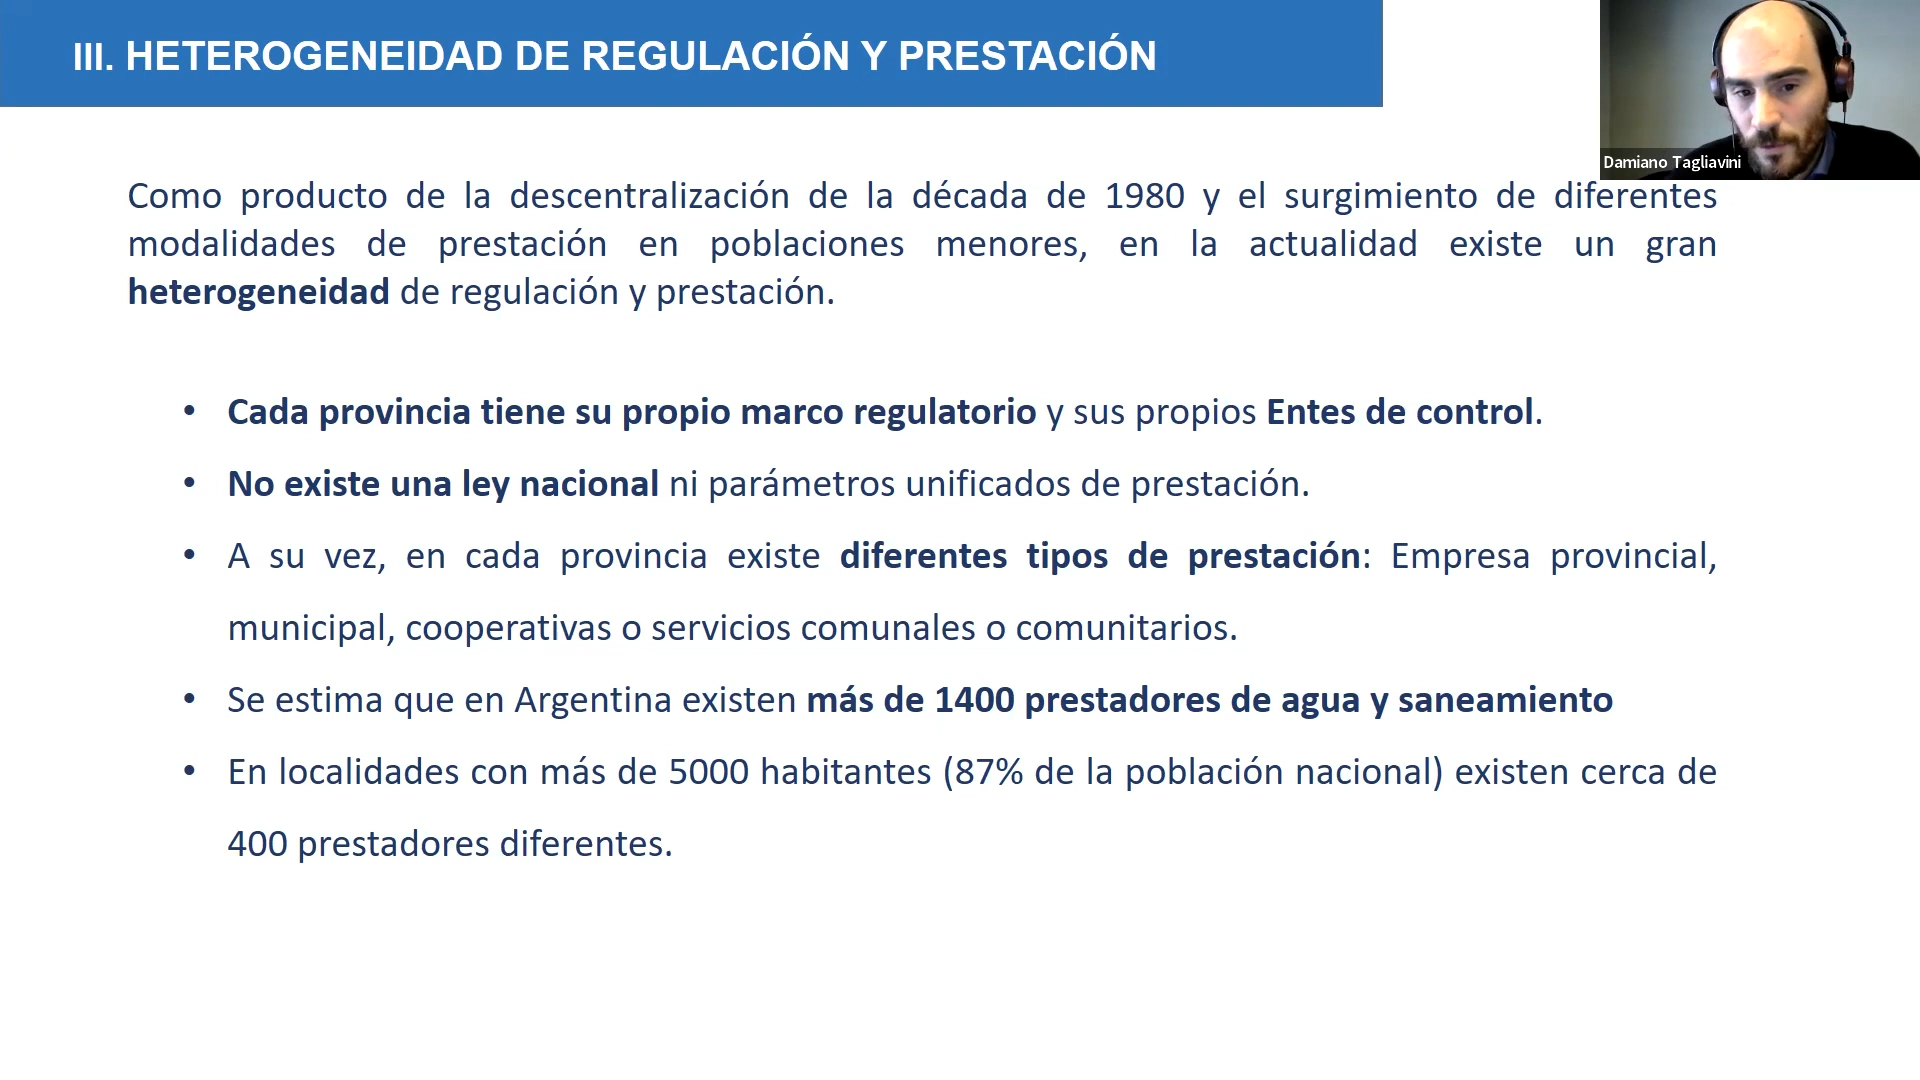 III. HETEROGENEIDAD DE REGULACIÓN Y PRESTACIÓN
Damiano Tagliavini
Como producto de la descentralización de la década de 1980 y el surgimiento de diferentes
modalidades de prestación en poblaciones menores, en la actualidad existe un gran
heterogeneidad de regulación y prestación.
• Cada provincia tiene su propio marco regulatorio y sus propios Entes de control.
• No existe una ley nacional ni parámetros unificados de prestación.
• A su vez, en cada provincia existe diferentes tipos de prestación: Empresa provincial,
municipal, cooperativas o servicios comunales o comunitarios.
• Se estima que en Argentina existen más de 1400 prestadores de agua y saneamiento
• En localidades con más de 5000 habitantes (87% de la población nacional) existen cerca de
400 prestadores diferentes.